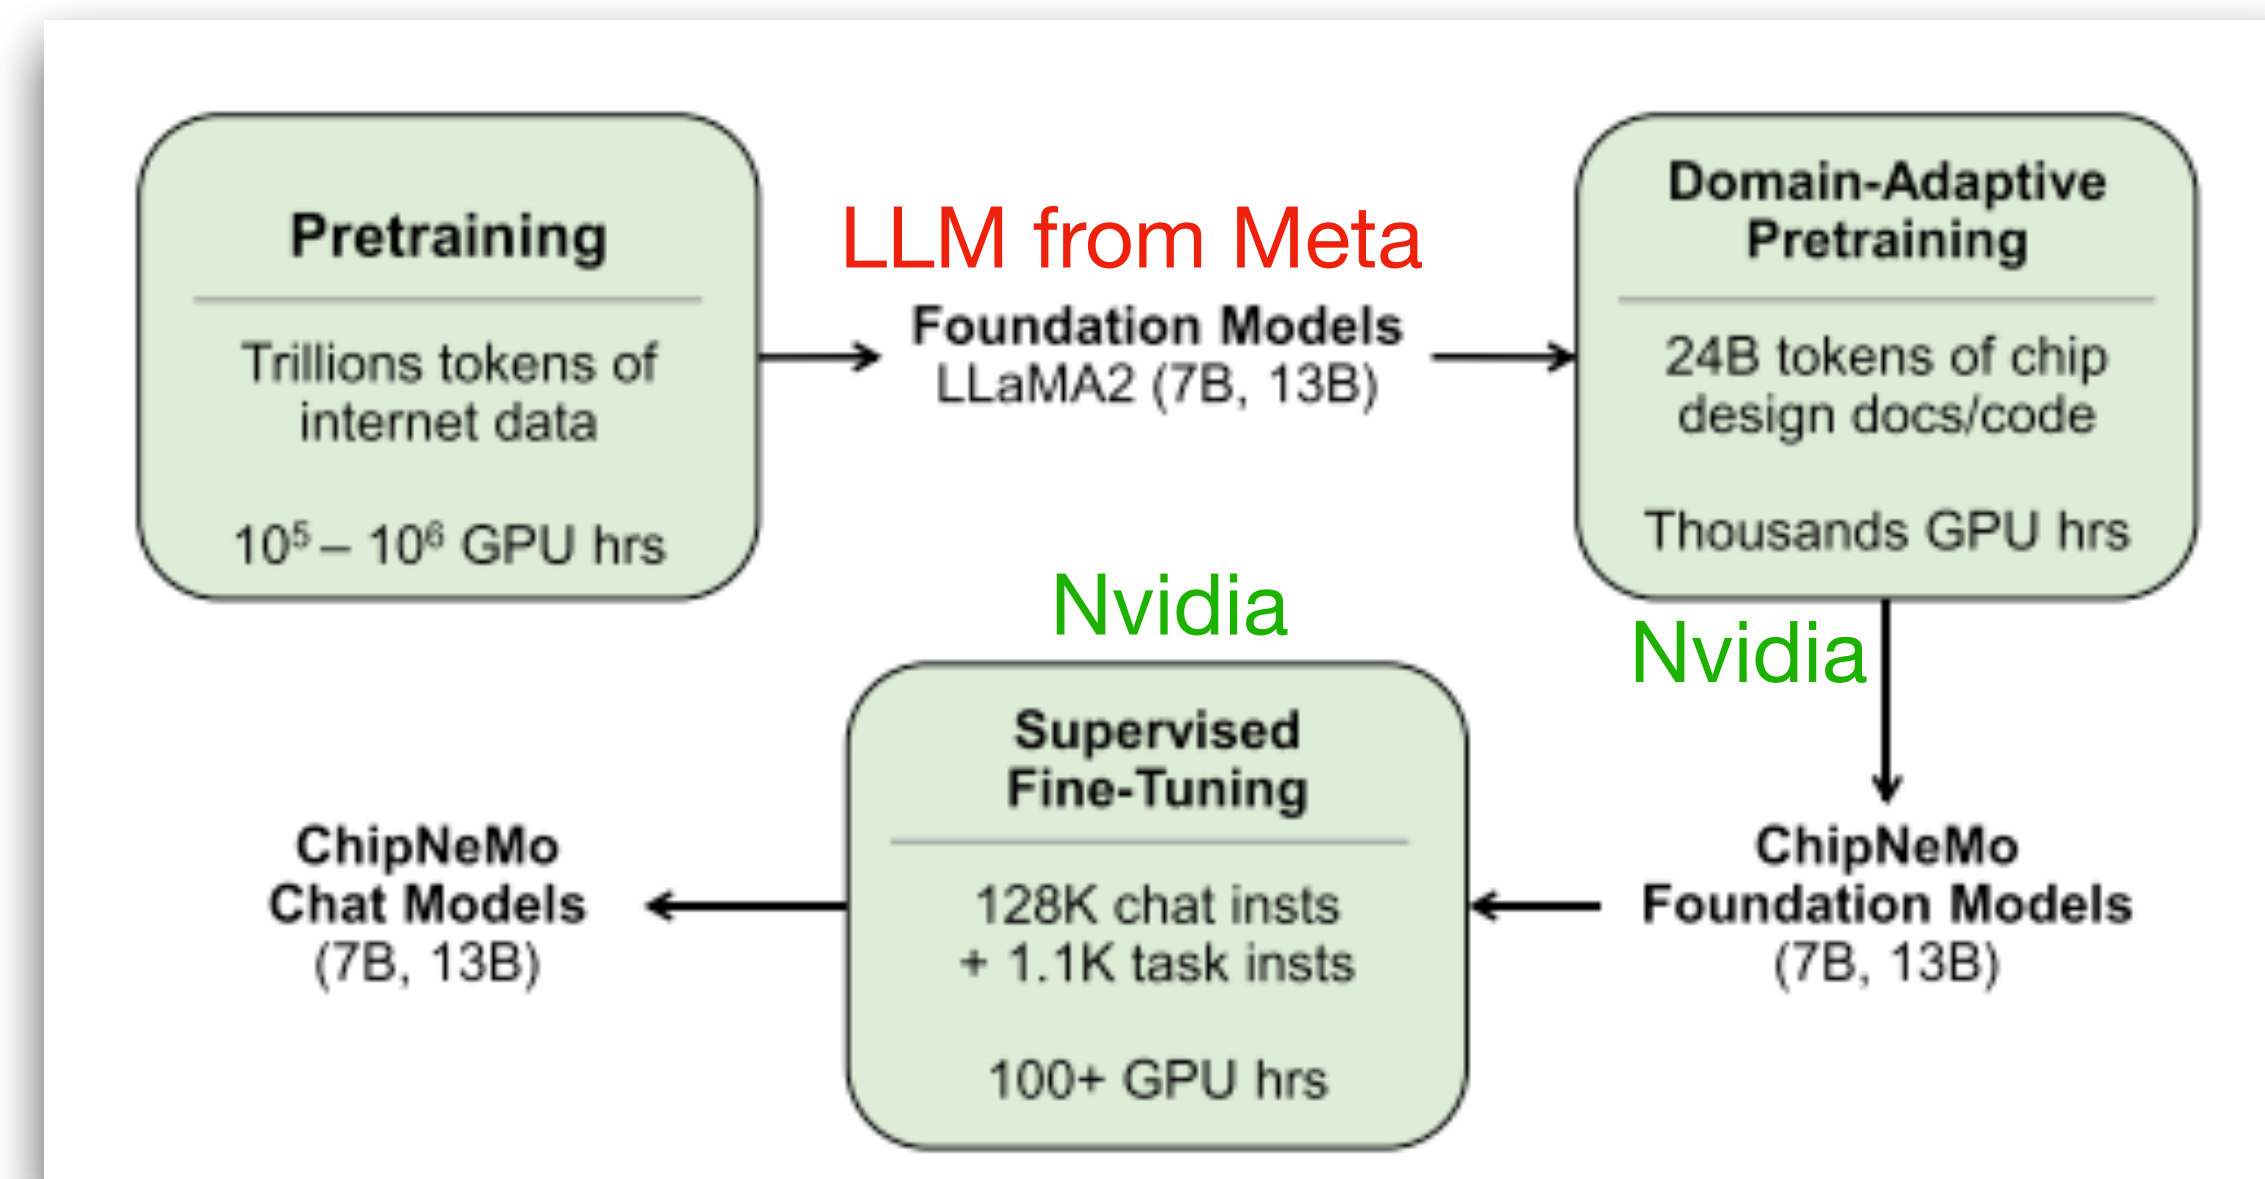 Pretraining
Trillions tokens of
internet data
10⁵ – 10⁶ GPU hrs
LLM from Meta
Foundation Models
LLaMA2 (7B, 13B)
Domain-Adaptive
Pretraining
24B tokens of chip
design docs/code
Thousands GPU hrs
Nvidia
ChipNeMo
Foundation Models
(7B, 13B)
Nvidia
Supervised
Fine-Tuning
128K chat insts
+ 1.1K task insts
100+ GPU hrs
ChipNeMo
Chat Models
(7B, 13B)